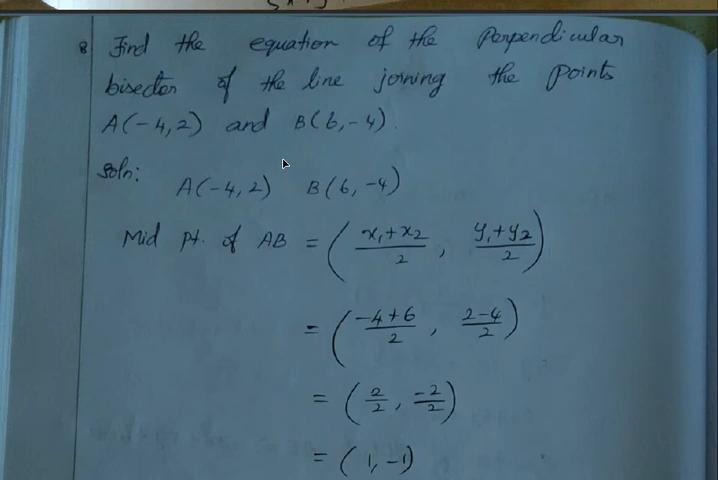 8 Find the equation of the Perpendicular
bisector of the line joining the points
A(-4,2) and B(6,-4).
Soln:
A(-4,2) B(6,-4)
Mid pt. of AB = (x₁+x₂/2, y₁+y₂/2)
= (-4+6/2, 2-4/2)
= (2/2, -2/2)
= (1,-1)